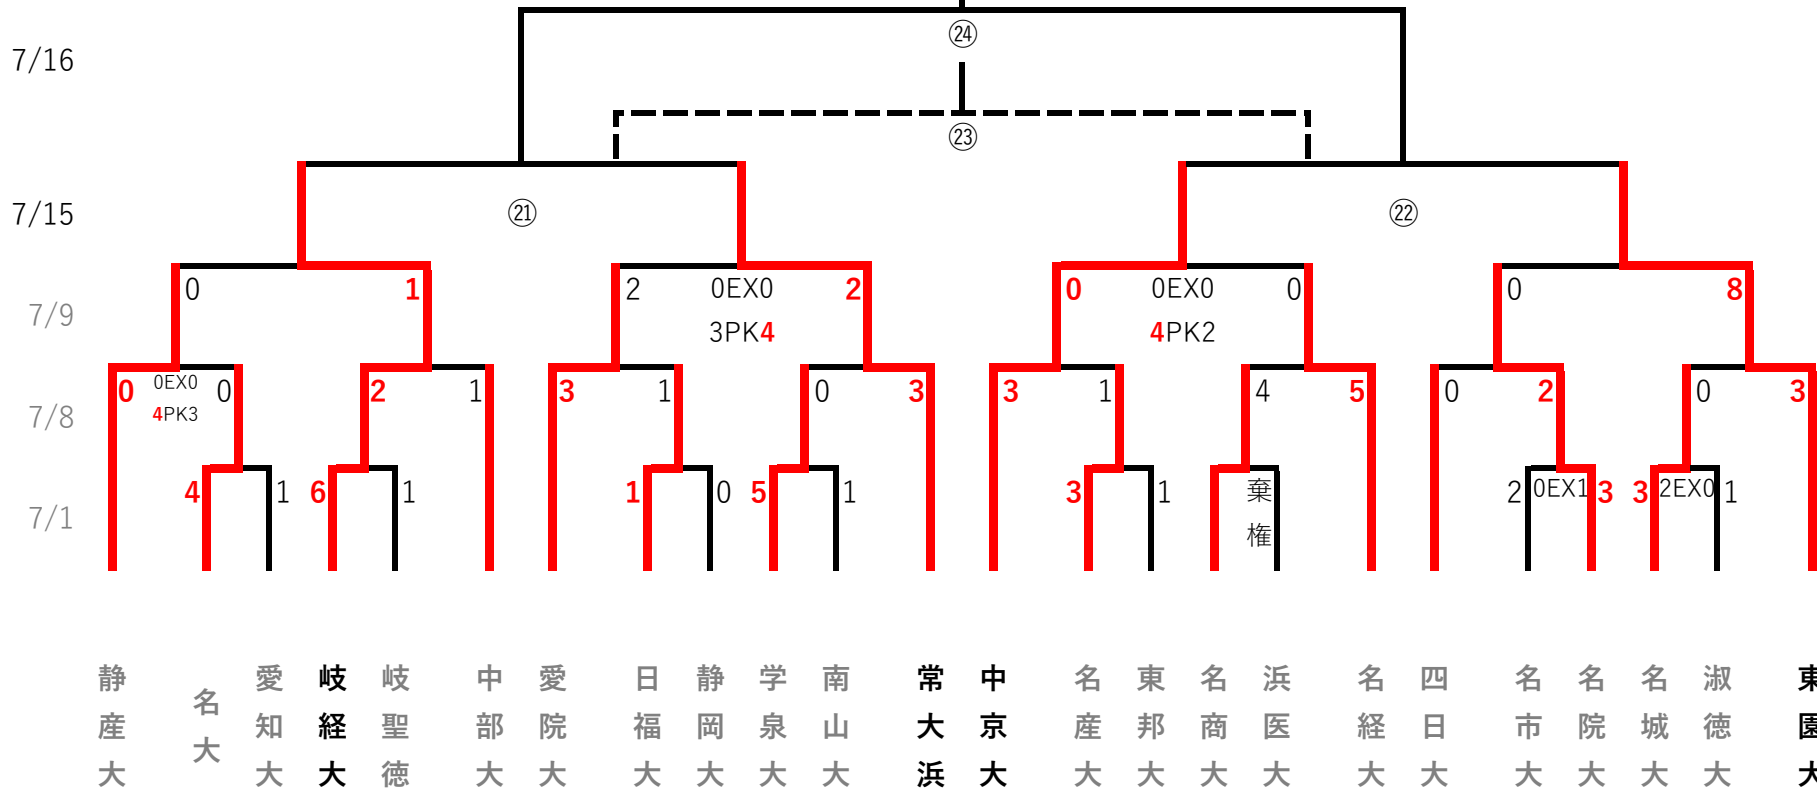 ㉔
7/16
㉓
7/15
㉑
㉒
0 1 2 0EX0 2 0 0EX0 0 0 8
7/9
3PK4 4PK2
0 0EX0 0 2 1 3 1 0 3 3 1 4 5 0 2 0 3
7/8
4PK3
4 1 6 1 1 0 5 1 3 1 棄権 2 0EX1 3 3 2EX0 1
7/1
静産大
名大
愛知大
岐経大
岐聖徳
中部大
愛院大
日福大
静岡大
学泉大
南山大
常大浜
中京大
名産大
東邦大
名商大
浜医大
名経大
四日大
名市大
名院大
名城大
淑徳大
東園大